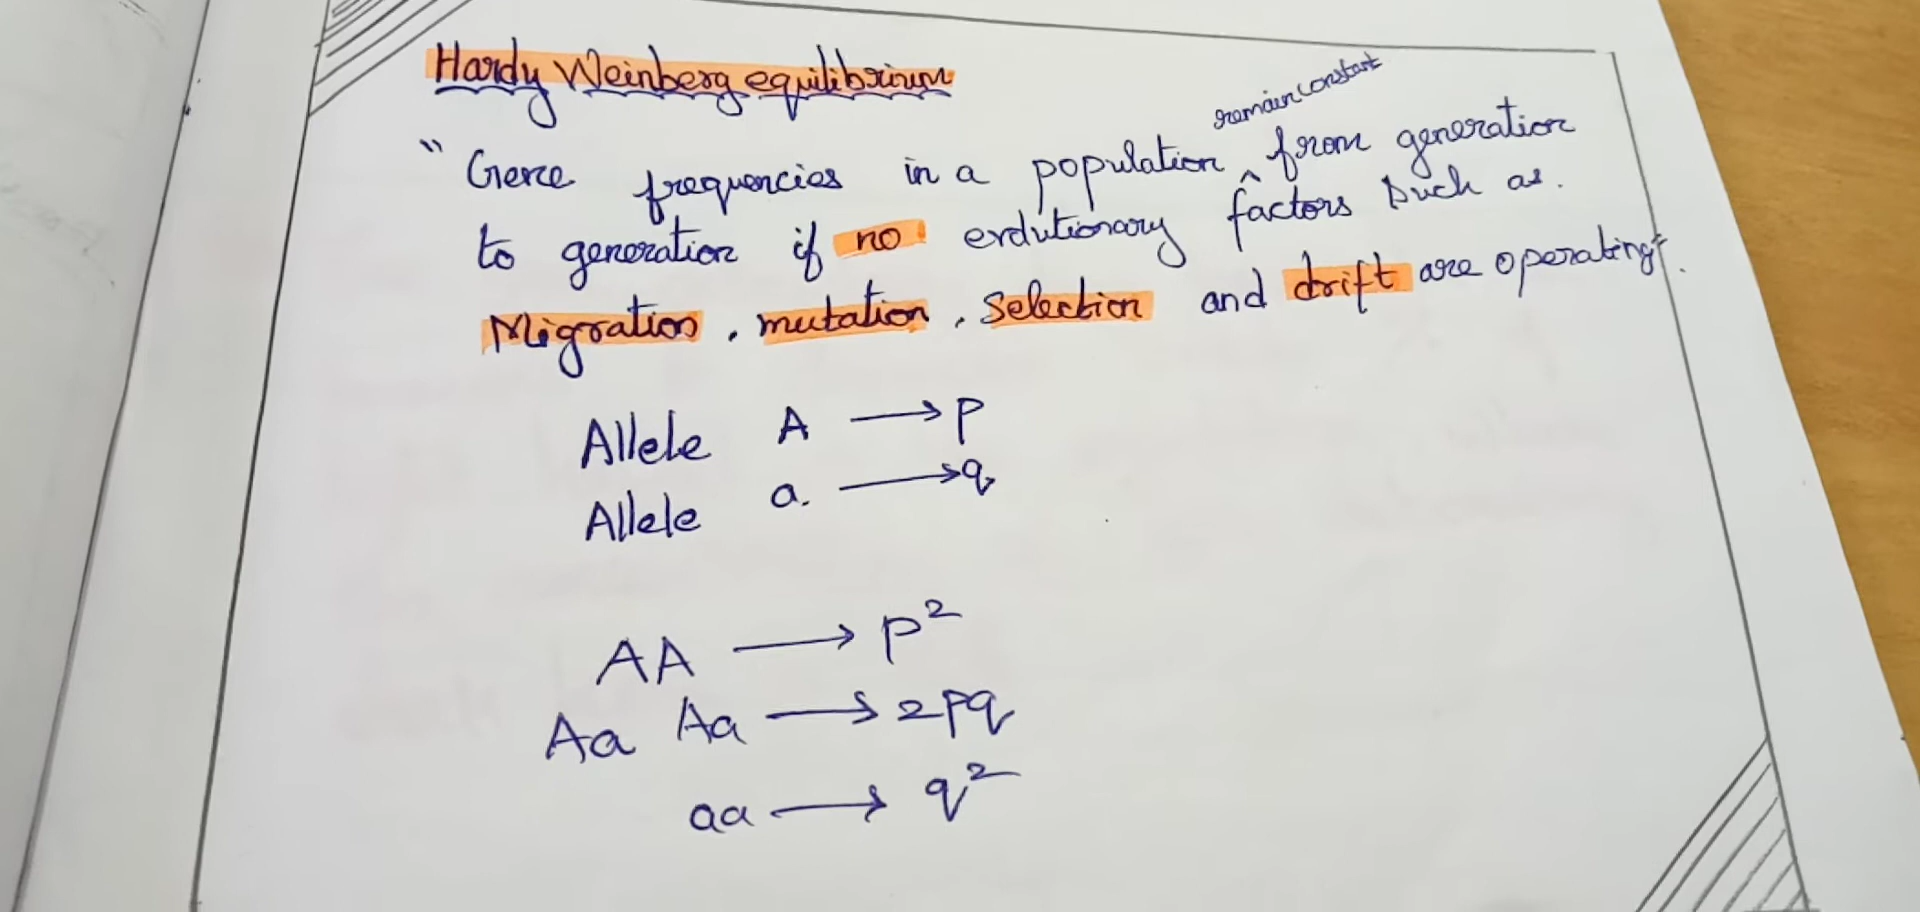 Hardy Weinberg equilibrium
remain constant
" Gene frequencies in a population ^ from generation
to generation if no evolutionary factors such as.
Migration, mutation, Selection and drift are operating.
Allele A → p
Allele a. → q
AA → p²
Aa Aa → 2pq
aa → q²